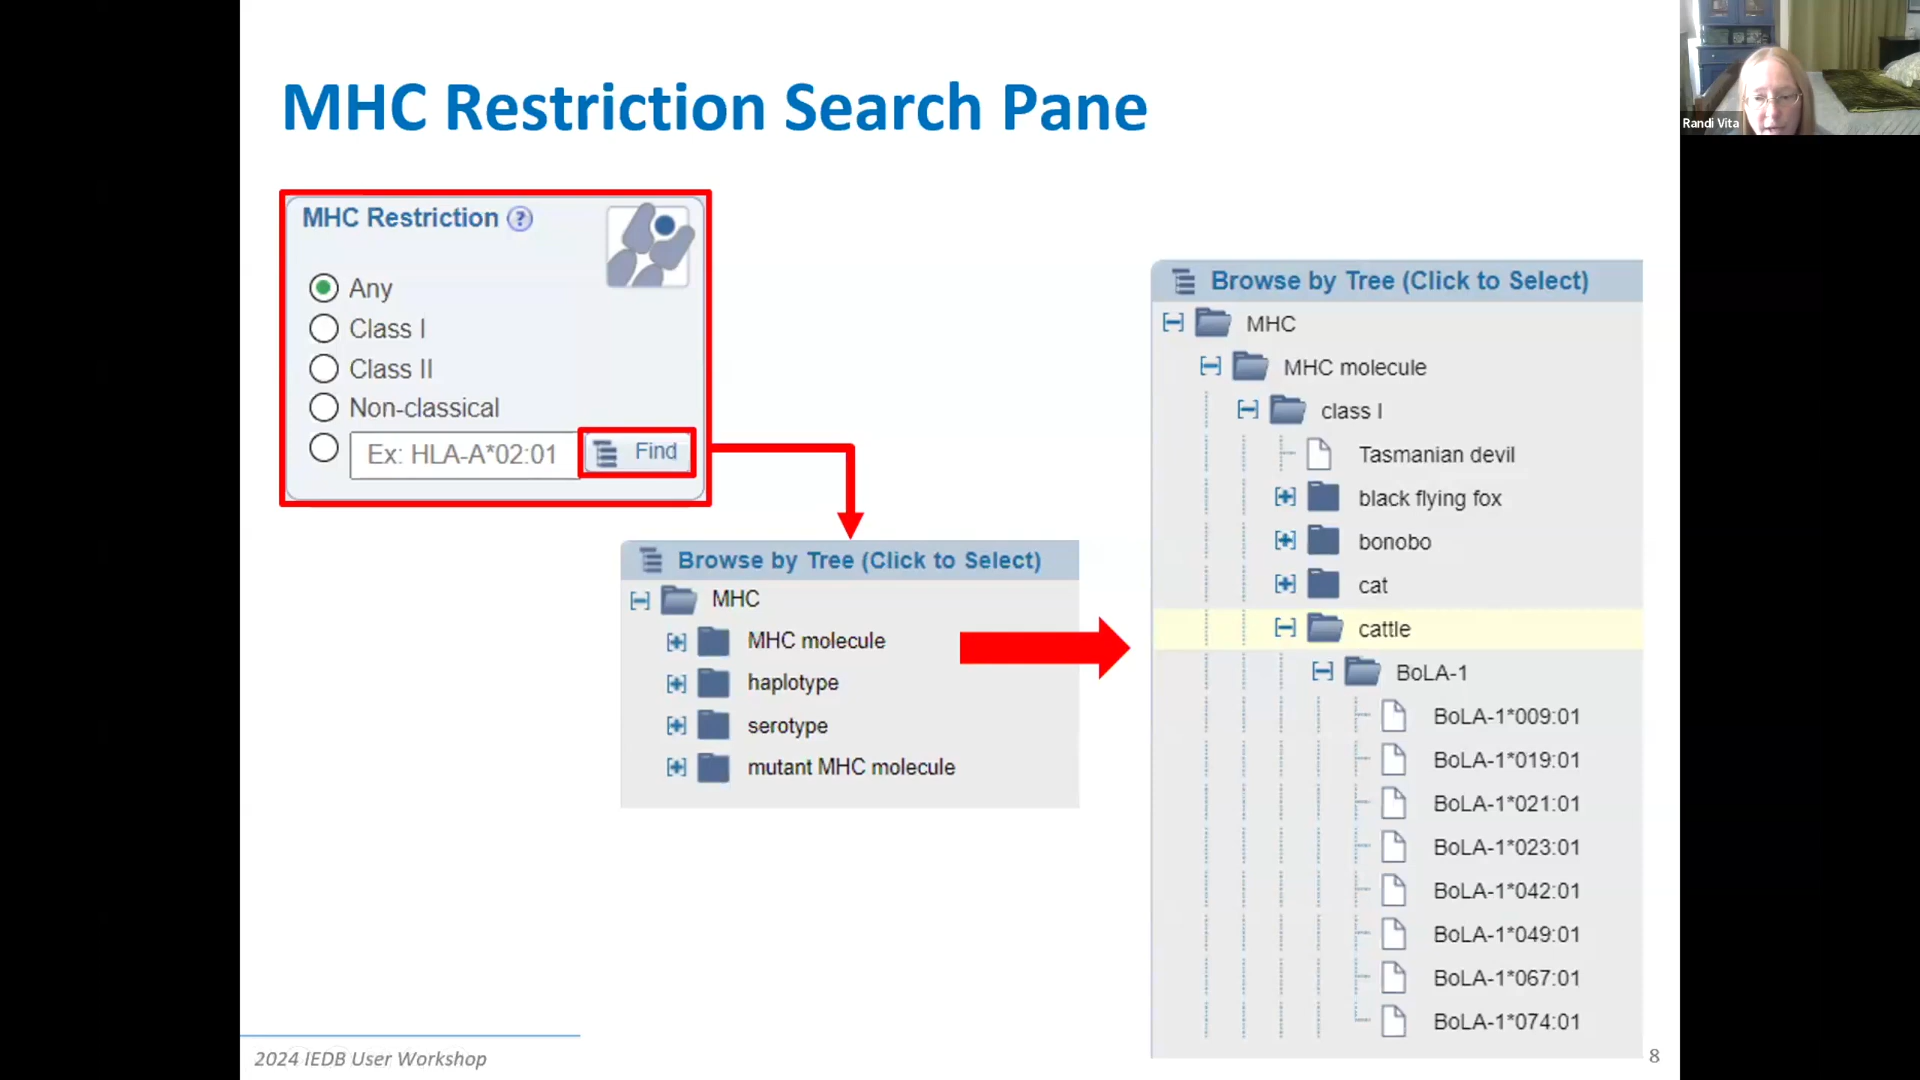 MHC Restriction Search Pane
Randi Vita
MHC Restriction ?
Any
Class I
Class II
Non-classical
Ex: HLA-A*02:01 Find
Browse by Tree (Click to Select)
MHC
MHC molecule
haplotype
serotype
mutant MHC molecule
Browse by Tree (Click to Select)
MHC
MHC molecule
class I
Tasmanian devil
black flying fox
bonobo
cat
cattle
BoLA-1
BoLA-1*009:01
BoLA-1*019:01
BoLA-1*021:01
BoLA-1*023:01
BoLA-1*042:01
BoLA-1*049:01
BoLA-1*067:01
BoLA-1*074:01
2024 IEDB User Workshop
8